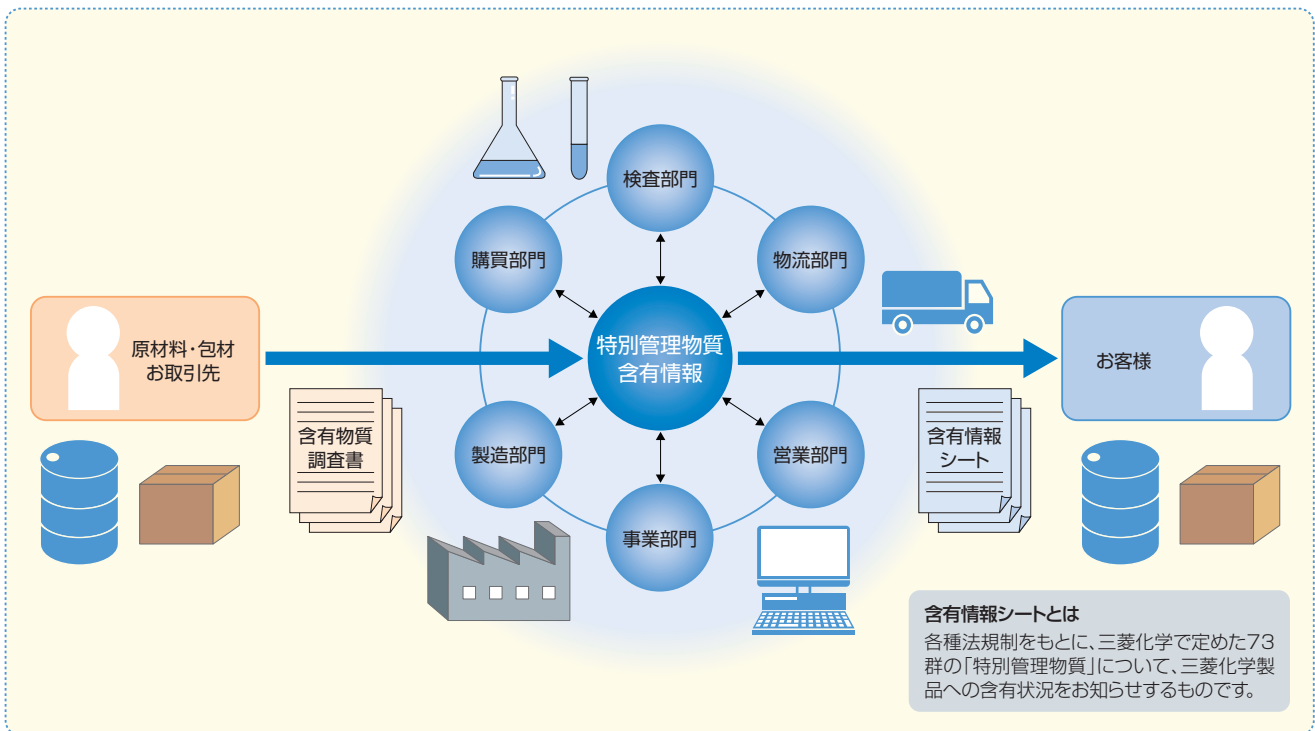 検査部門
購買部門
物流部門
原材料・包材
お取引先
特別管理物質
含有情報
お客様
含有物質
調査書
製造部門
営業部門
含有情報
シート
事業部門
含有情報シートとは
各種法規制をもとに、三菱化学で定めた73
群の「特別管理物質」について、三菱化学製
品への含有状況をお知らせするものです。